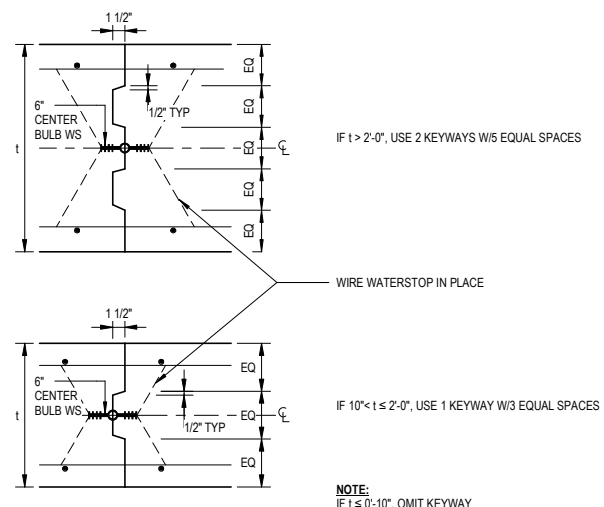 1 1/2"
EQ
EQ
EQ
EQ
EQ
1/2" TYP
6"
CENTER
BULB WS
t
℄
IF t > 2'-0", USE 2 KEYWAYS W/5 EQUAL SPACES
WIRE WATERSTOP IN PLACE
1 1/2"
EQ
EQ
EQ
6"
CENTER
BULB WS
1/2" TYP
t
℄
IF 10"< t ≤ 2'-0", USE 1 KEYWAY W/3 EQUAL SPACES
NOTE:
IF t ≤ 0'-10", OMIT KEYWAY